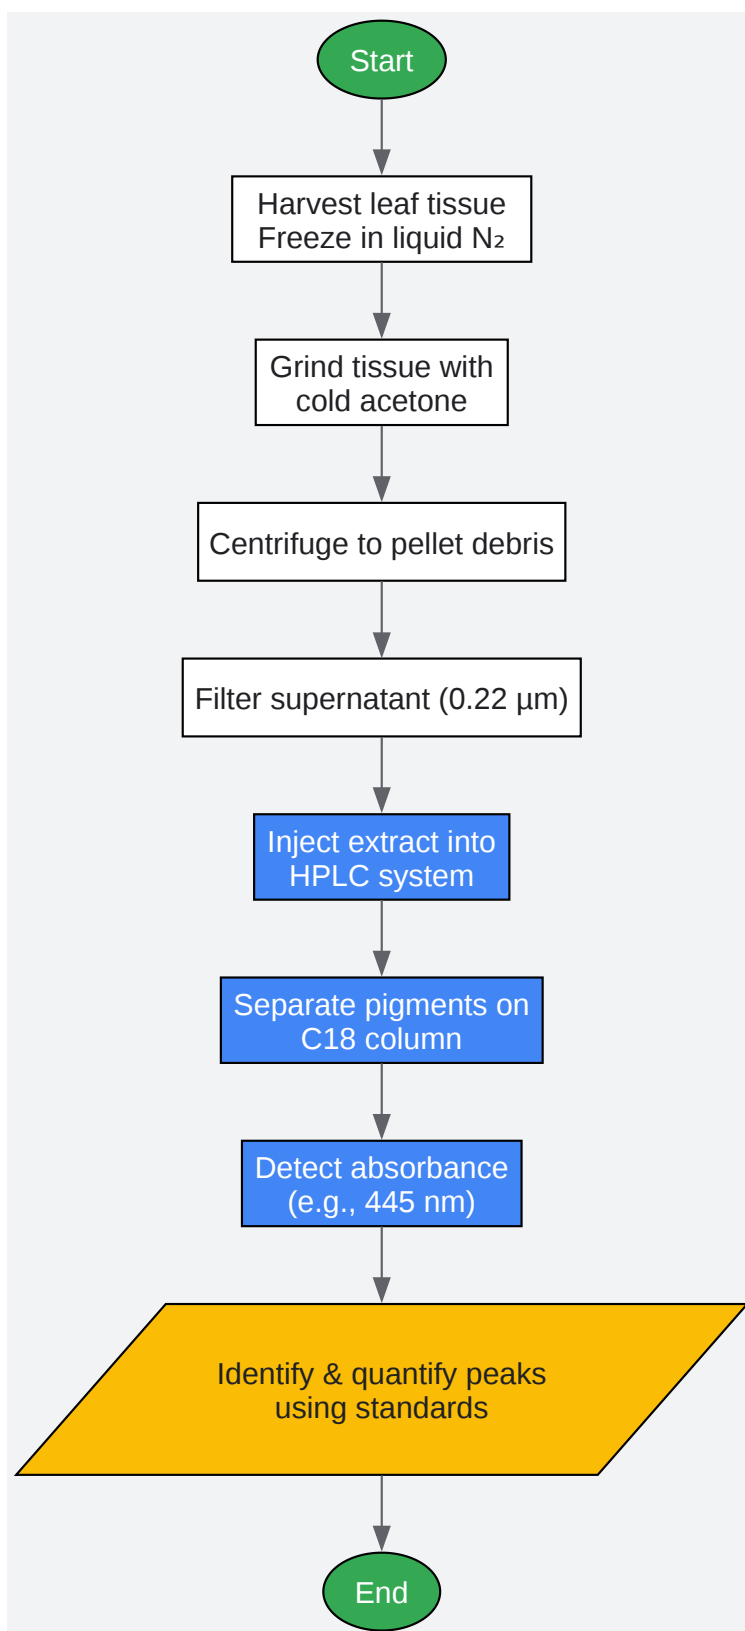 Start
Harvest leaf tissue
Freeze in liquid N₂
Grind tissue with
cold acetone
Centrifuge to pellet debris
Filter supernatant (0.22 µm)
Inject extract into
HPLC system
Separate pigments on
C18 column
Detect absorbance
(e.g., 445 nm)
Identify & quantify peaks
using standards
End